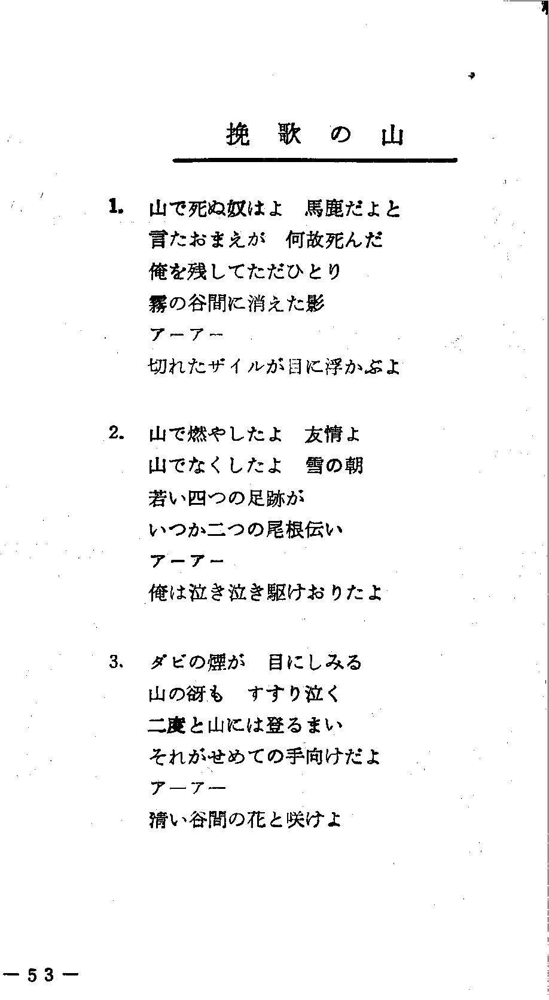 挽歌の山
1. 山で死ぬ奴はよ　馬鹿だよと
言たおまえが　何故死んだ
俺を残してただひとり
霧の谷間に消えた影
アーアー
切れたザイルが目に浮かぶよ
2. 山で燃やしたよ　友情よ
山でなくしたよ　雪の朝
若い四つの足跡が
いつか二つの尾根伝い
アーアー
俺は泣き泣き駆けおりたよ
3. ダビの煙が　目にしみる
山の谺も　すすり泣く
二度と山には登るまい
それがせめての手向けだよ
アーアー
清い谷間の花と咲けよ
－53－